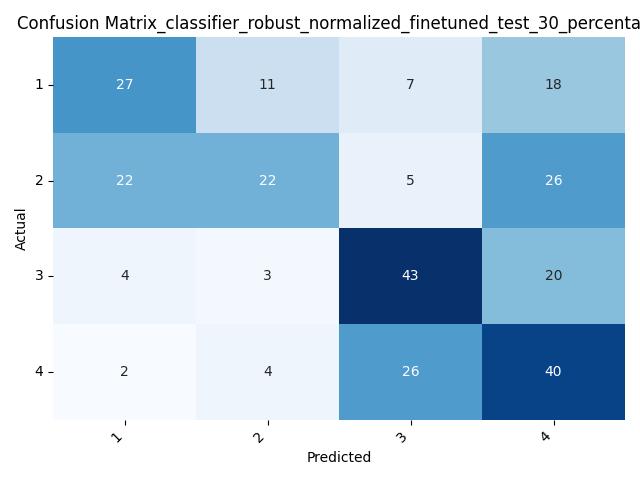 Confusion Matrix_classifier_robust_normalized_finetuned_test_30_percenta
1 27 11 7 18
2 22 22 5 26
Actual
3 4 3 43 20
4 2 4 26 40
1 2 3 4
Predicted